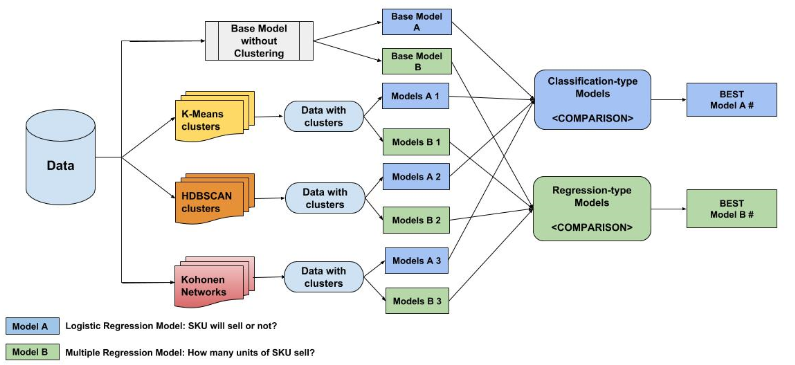 Data
Base Model
without
Clustering
Base Model
A
Base Model
B
K-Means
clusters
Data with
clusters
Models A 1
Models B 1
HDBSCAN
clusters
Data with
clusters
Models A 2
Models B 2
Kohonen
Networks
Data with
clusters
Models A 3
Models B 3
Classification-type
Models
<COMPARISON>
BEST
Model A #
Regression-type
Models
<COMPARISON>
BEST
Model B #
Model A
Logistic Regression Model: SKU will sell or not?
Model B
Multiple Regression Model: How many units of SKU sell?